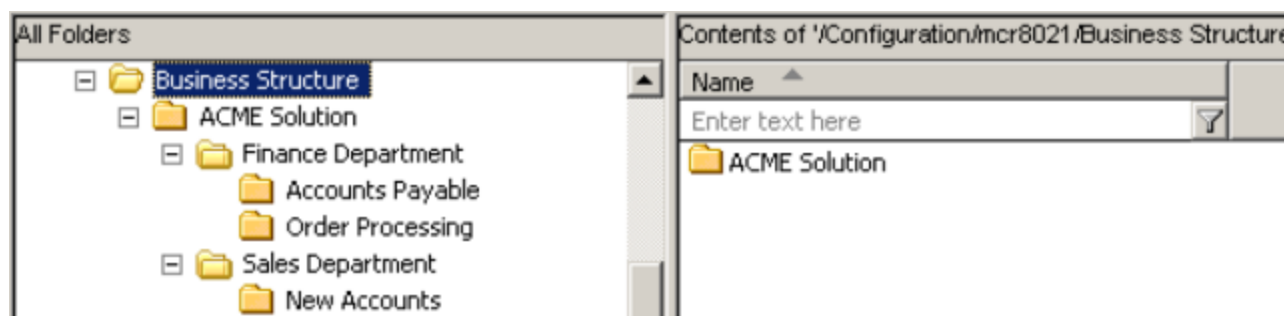 All Folders
Business Structure
ACME Solution
Finance Department
Accounts Payable
Order Processing
Sales Department
New Accounts
Contents of '/Configuration/mcr8021/Business Structure
Name
Enter text here
ACME Solution